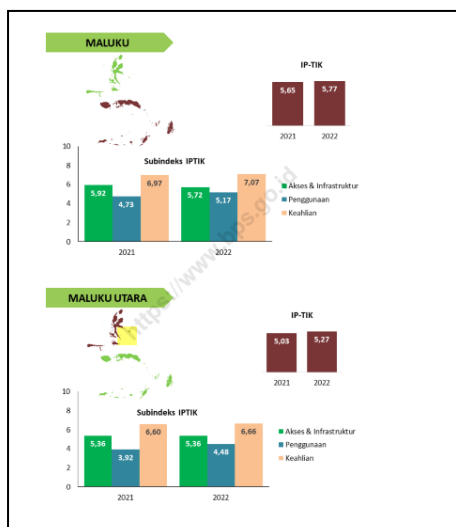 MALUKU
IP-TIK
5,65 5,77
2021 2022
Subindeks IPTIK
10
8
6
4
2
0
5,92 4,73 6,97 5,72 5,17 7,07
2021 2022
Akses & Infrastruktur
Penggunaan
Keahlian
https://www.bps.go.id
MALUKU UTARA
IP-TIK
5,03 5,27
2021 2022
Subindeks IPTIK
10
8
6
4
2
0
5,36 3,92 6,60 5,36 4,48 6,66
2021 2022
Akses & Infrastruktur
Penggunaan
Keahlian